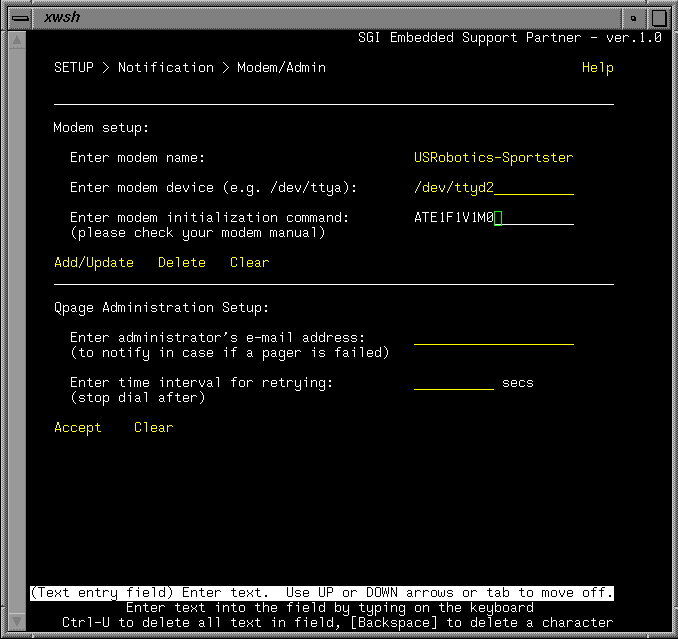 xwsh
SGI Embedded Support Partner - ver.1.0
SETUP > Notification > Modem/Admin Help
Modem setup:
Enter modem name: USRobotics-Sportster
Enter modem device (e.g. /dev/ttya): /dev/ttyd2__________
Enter modem initialization command: ATE1F1V1M0__________
(please check your modem manual)
Add/Update Delete Clear
Qpage Administration Setup:
Enter administrator's e-mail address: ____________________
(to notify in case if a pager is failed)
Enter time interval for retrying: __________ secs
(stop dial after)
Accept Clear
(Text entry field) Enter text. Use UP or DOWN arrows or tab to move off.
Enter text into the field by typing on the keyboard
Ctrl-U to delete all text in field, [Backspace] to delete a character